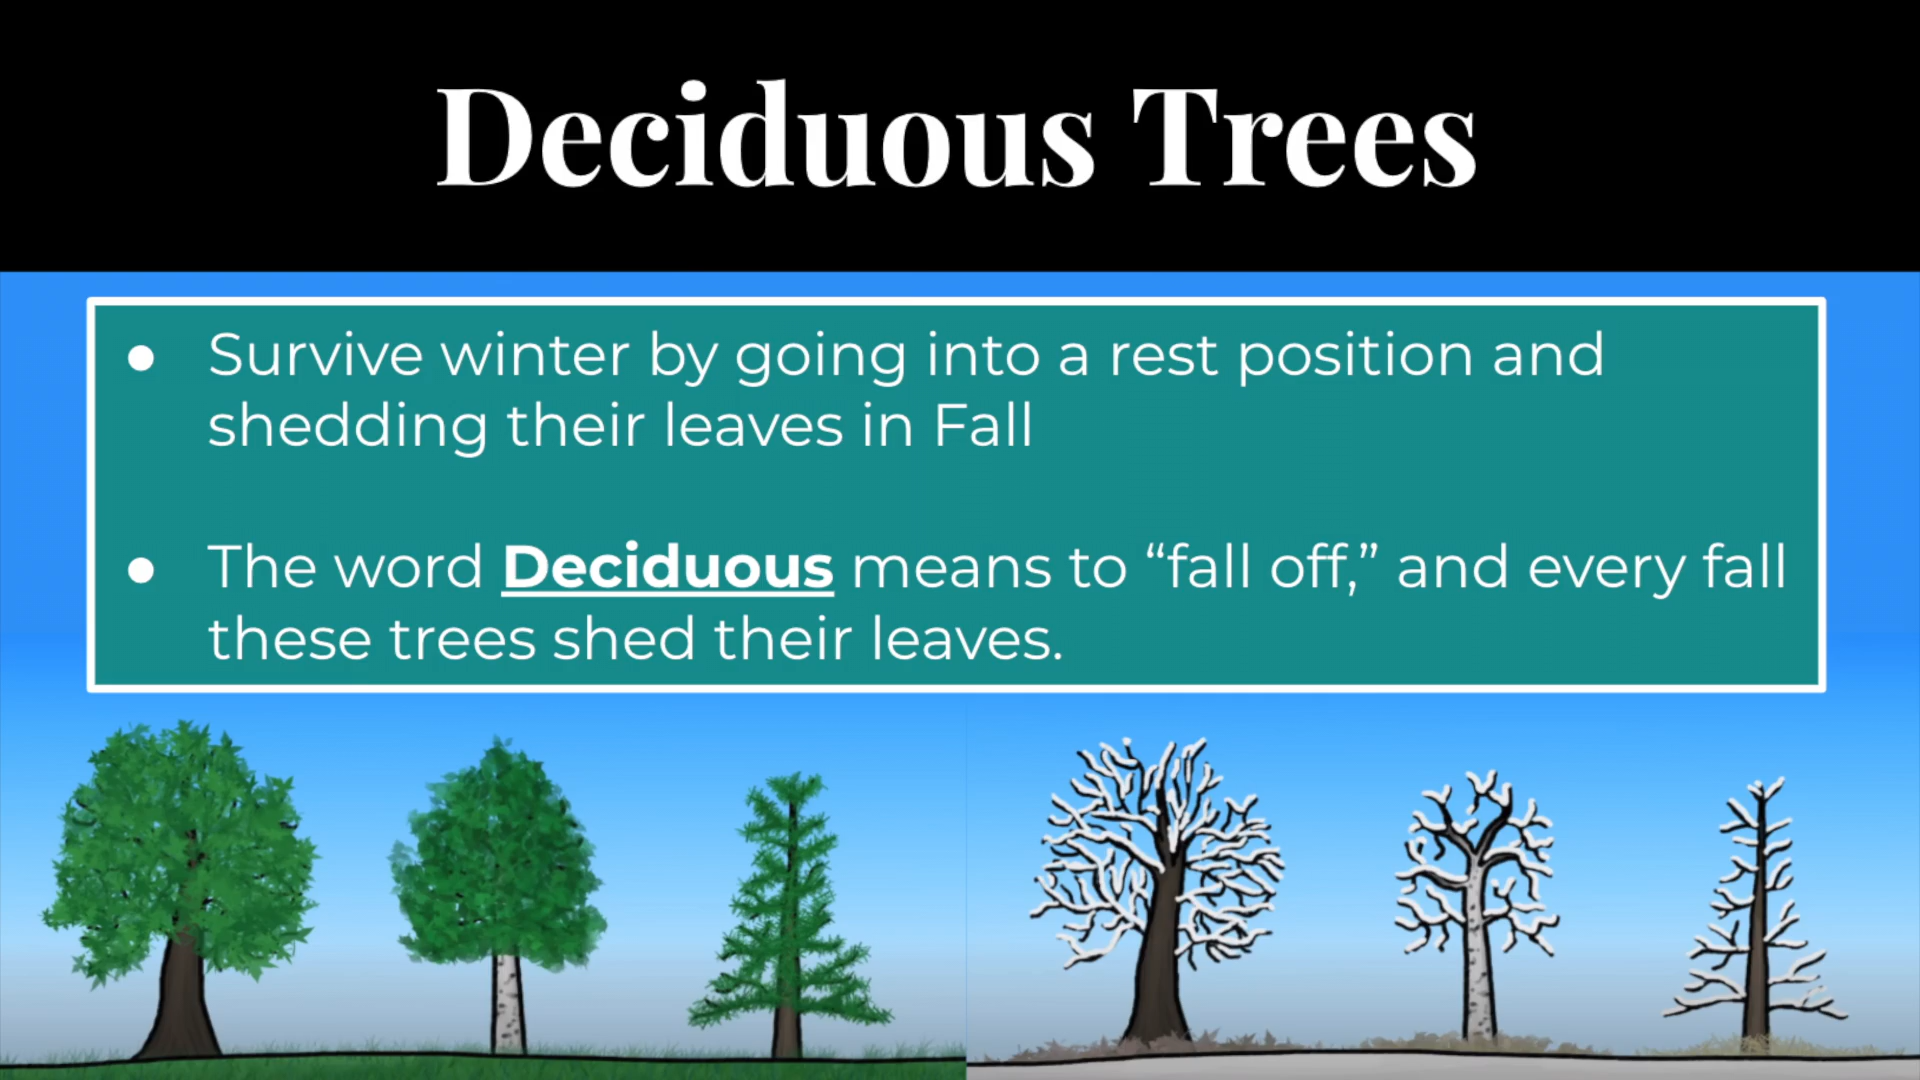 Deciduous Trees
● Survive winter by going into a rest position and
shedding their leaves in Fall
● The word Deciduous means to “fall off,” and every fall
these trees shed their leaves.